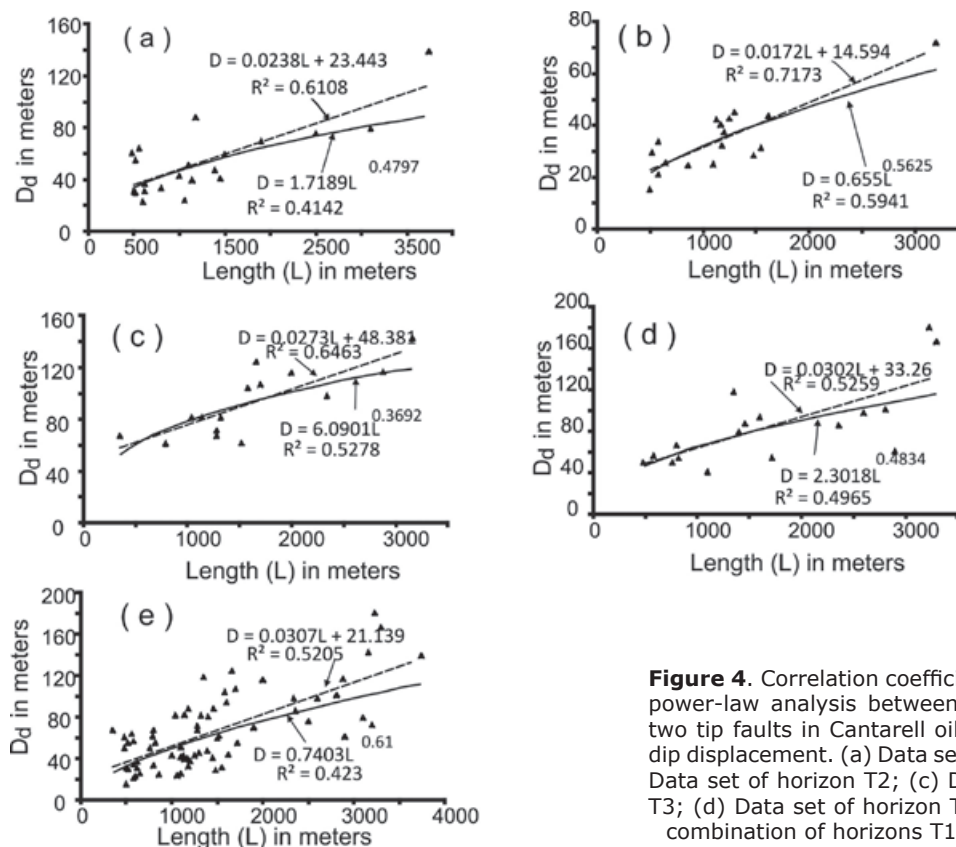 ( a )
160
120
80
40
0
D = 0.0238L + 23.443
R² = 0.6108
0.4797
D = 1.7189L
R² = 0.4142
0 500 1500 2500 3500
Length (L) in meters
Dd in meters
( b )
80
60
40
20
0
D = 0.0172L + 14.594
R² = 0.7173
0.5625
D = 0.655L
R² = 0.5941
0 1000 2000 3000
Length (L) in meters
Dd in meters
( c )
160
120
80
40
0
D = 0.0273L + 48.381
R² = 0.6463
0.3692
D = 6.0901L
R² = 0.5278
0 1000 2000 3000
Length (L) in meters
Dd in meters
( d )
200
160
120
80
40
0
D = 0.0302L + 33.26
R² = 0.5259
0.4834
D = 2.3018L
R² = 0.4965
0 1000 2000 3000
Length (L) in meters
Dd in meters
( e )
200
160
120
80
40
0
D = 0.0307L + 21.139
R² = 0.5205
0.61
D = 0.7403L
R² = 0.423
0 1000 2000 3000 4000
Length (L) in meters
Dd in meters
Figure 4. Correlation coeffici
power-law analysis between
two tip faults in Cantarell oil
dip displacement. (a) Data se
Data set of horizon T2; (c) D
T3; (d) Data set of horizon T
combination of horizons T1